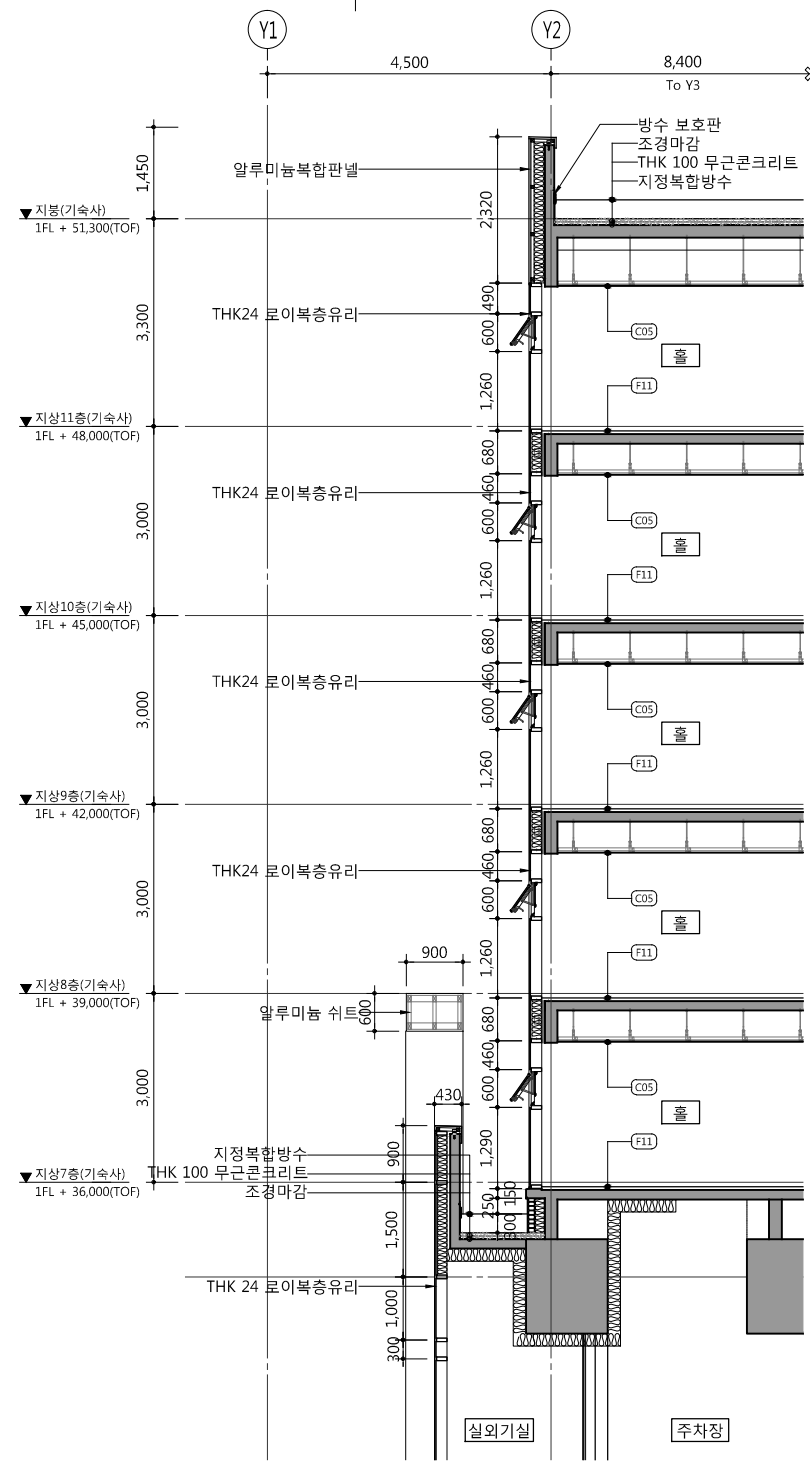 Y1
Y2
4,500
8,400
To Y3
방수 보호판
조경마감
THK 100 무근콘크리트
지정복합방수
알루미늄복합판넬
1,450
2,320
지붕(기숙사)
1FL + 51,300(TOF)
3,300
490
THK24 로이복층유리
600
C05
홀
1,260
F11
지상11층(기숙사)
1FL + 48,000(TOF)
680
3,000
460
THK24 로이복층유리
600
C05
홀
1,260
F11
지상10층(기숙사)
1FL + 45,000(TOF)
680
3,000
460
THK24 로이복층유리
600
C05
홀
1,260
F11
지상9층(기숙사)
1FL + 42,000(TOF)
680
3,000
460
THK24 로이복층유리
600
C05
홀
1,260
F11
900
지상8층(기숙사)
1FL + 39,000(TOF)
알루미늄 쉬트
600
680
3,000
460
600
C05
홀
430
1,290
F11
900
지정복합방수
THK 100 무근콘크리트
조경마감
지상7층(기숙사)
1FL + 36,000(TOF)
150
250
300
1,500
THK 24 로이복층유리
1,000
300
실외기실
주차장